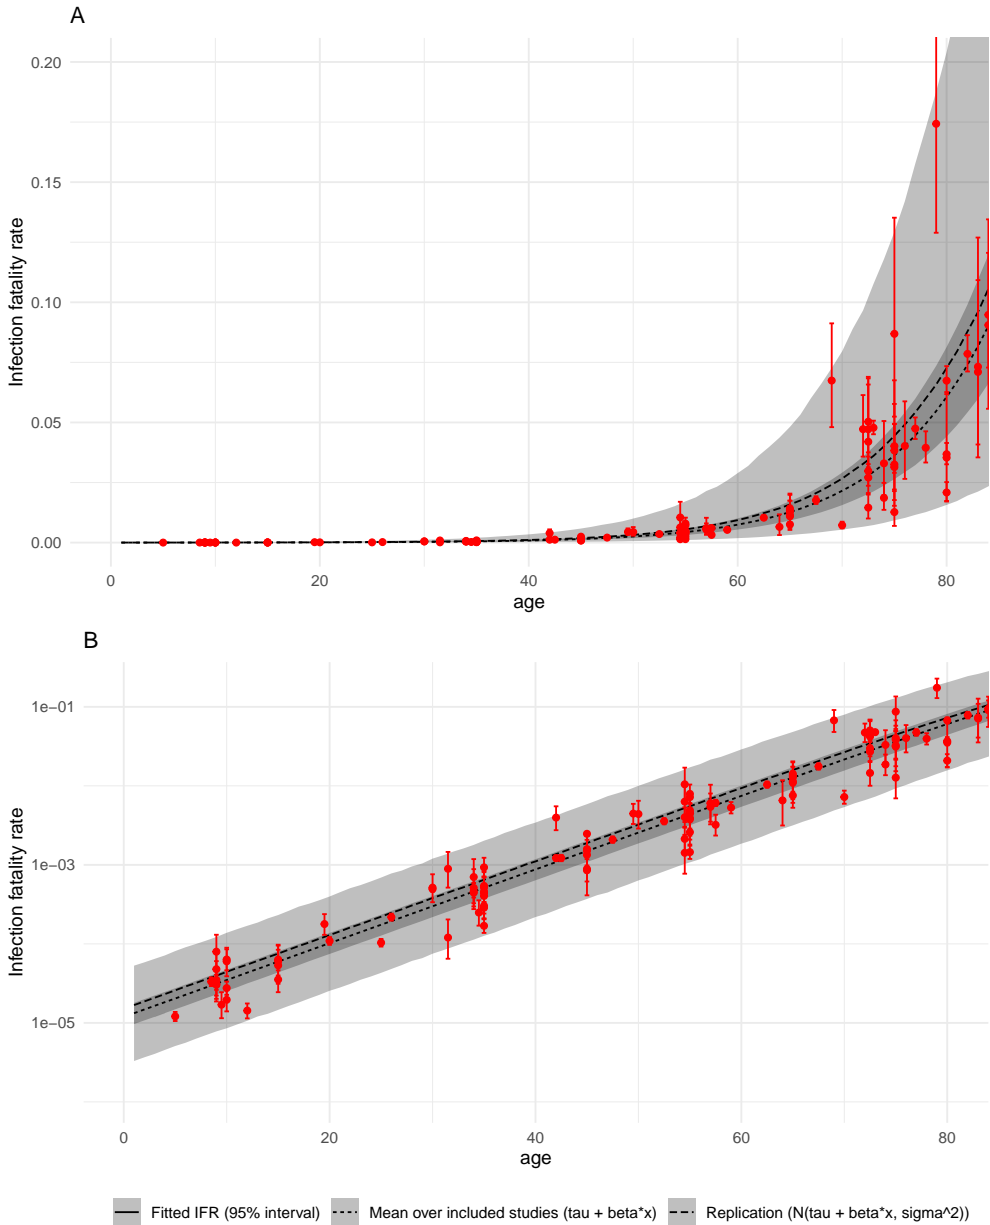 A
0.20
0.15
0.10
0.05
0.00
Infection fatality rate
0 20 40 60 80
age
B
1e−01
1e−03
1e−05
Infection fatality rate
0 20 40 60 80
age
Fitted IFR (95% interval) Mean over included studies (tau + beta*x) Replication (N(tau + beta*x, sigma^2))